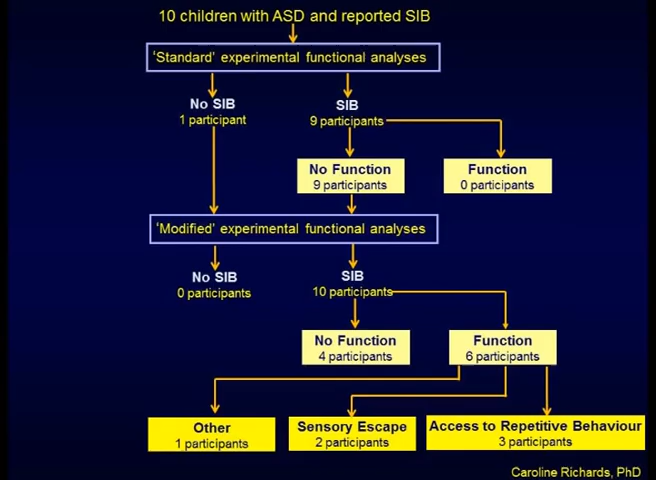 10 children with ASD and reported SIB
'Standard' experimental functional analyses
No SIB
1 participant
SIB
9 participants
No Function
9 participants
Function
0 participants
'Modified' experimental functional analyses
No SIB
0 participants
SIB
10 participants
No Function
4 participants
Function
6 participants
Other
1 participants
Sensory Escape
2 participants
Access to Repetitive Behaviour
3 participants
Caroline Richards, PhD